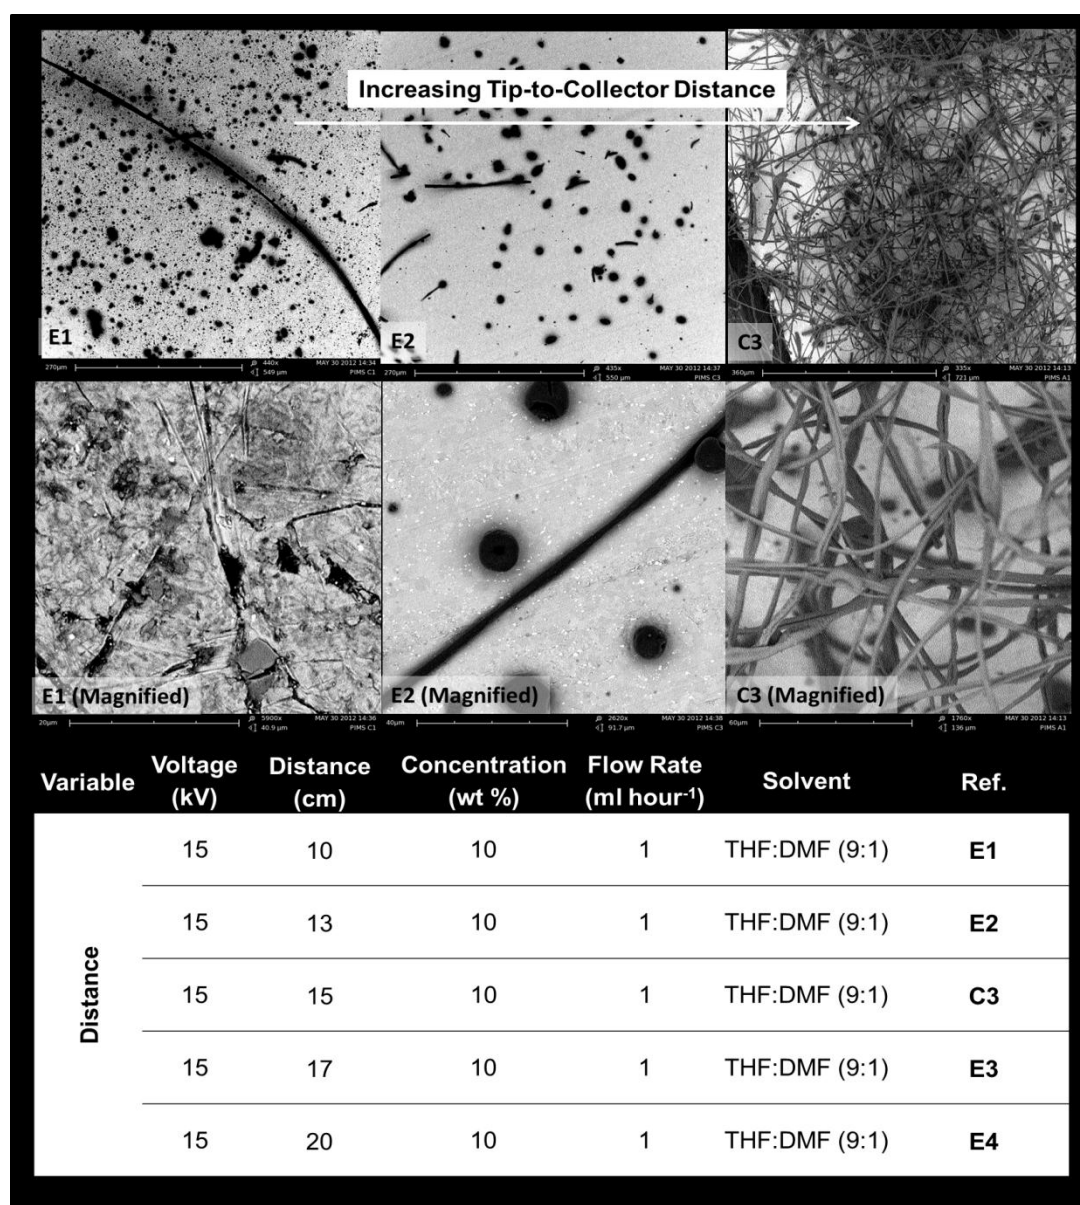 Increasing Tip-to-Collector Distance
E1
E2
C3
270μm
440x
549 μm
MAY 30 2012 14:34
PIMS C1
270μm
435x
550 μm
MAY 30 2012 14:37
PIMS C3
360μm
335x
721 μm
MAY 30 2012 14:13
PIMS A1
E1 (Magnified)
E2 (Magnified)
C3 (Magnified)
20μm
5900x
40.9 μm
MAY 30 2012 14:36
PIMS C1
40μm
2620x
91.7 μm
MAY 30 2012 14:38
PIMS C3
60μm
1760x
136 μm
MAY 30 2012 14:13
PIMS A1
Variable Voltage (kV) Distance (cm) Concentration (wt %) Flow Rate (ml hour⁻¹) Solvent Ref.
Distance
15 10 10 1 THF:DMF (9:1) E1
15 13 10 1 THF:DMF (9:1) E2
15 15 10 1 THF:DMF (9:1) C3
15 17 10 1 THF:DMF (9:1) E3
15 20 10 1 THF:DMF (9:1) E4